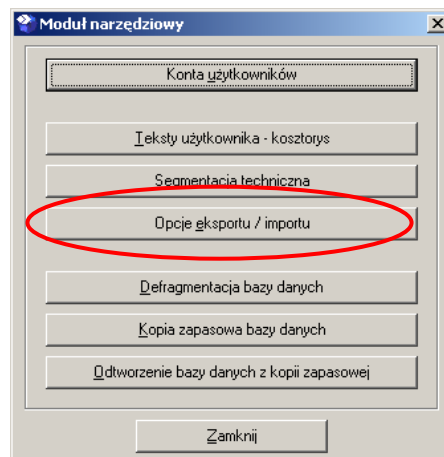 Moduł narzędziowy
Konta użytkowników
Teksty użytkownika - kosztorys
Segmentacja techniczna
Opcje eksportu / importu
Defragmentacja bazy danych
Kopia zapasowa bazy danych
Odtworzenie bazy danych z kopii zapasowej
Zamknij